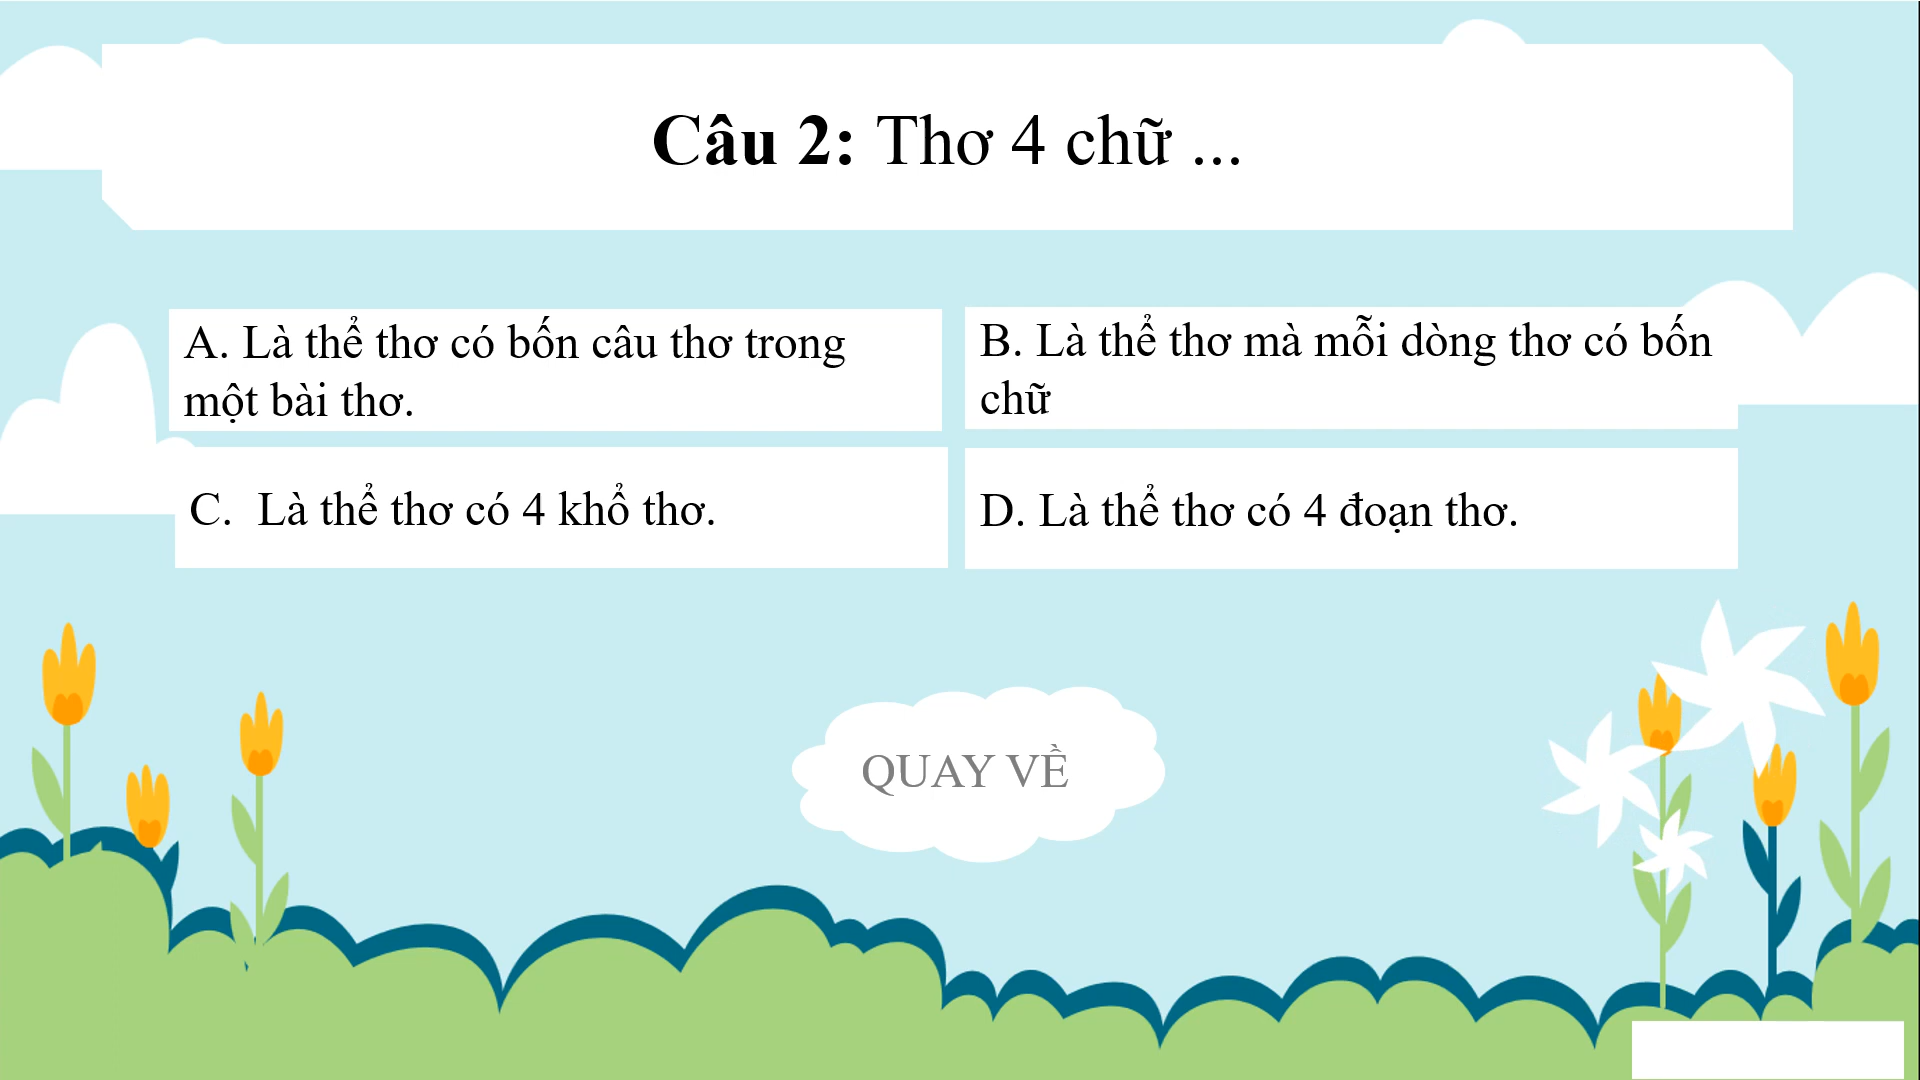 Câu 2: Thơ 4 chữ ...
A. Là thể thơ có bốn câu thơ trong
một bài thơ.
B. Là thể thơ mà mỗi dòng thơ có bốn
chữ
C. Là thể thơ có 4 khổ thơ.
D. Là thể thơ có 4 đoạn thơ.
QUAY VỀ